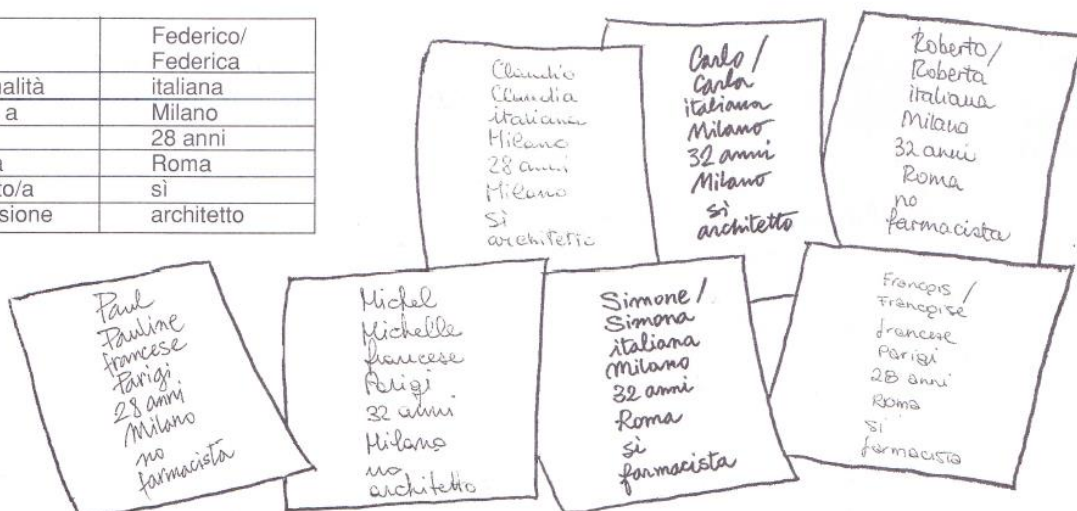 Federico/
Federica
alità italiana
a Milano
28 anni
a Roma
to/a sì
sione architetto
Claudio
Claudia
italiana
Milano
28 anni
Milano
sì
architetto
Carlo /
Carla
italiana
Milano
32 anni
Milano
sì
architetto
Roberto /
Roberta
italiana
Milano
32 anni
Roma
no
farmacista
Paul
Pauline
francese
Parigi
28 anni
Milano
no
farmacista
Michel
Michelle
francese
Parigi
32 anni
Milano
no
architetto
Simone /
Simona
italiana
Milano
32 anni
Roma
sì
farmacista
François /
Françoise
francese
Parigi
28 anni
Roma
sì
farmacista